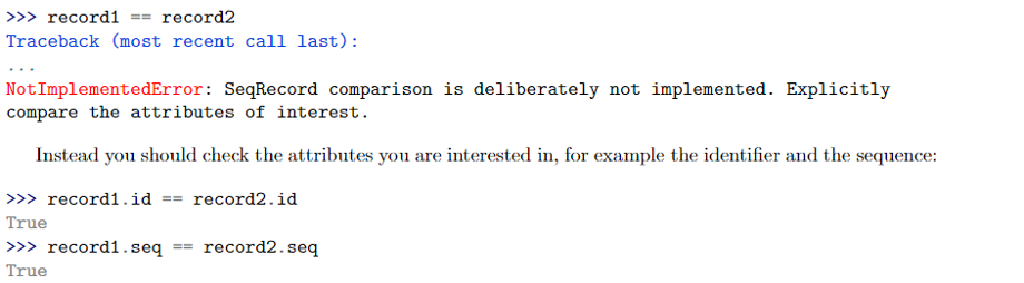 >>> record1 == record2
Traceback (most recent call last):
...
NotImplementedError: SeqRecord comparison is deliberately not implemented. Explicitly
compare the attributes of interest.
Instead you should check the attributes you are interested in, for example the identifier and the sequence:
>>> record1.id == record2.id
True
>>> record1.seq == record2.seq
True